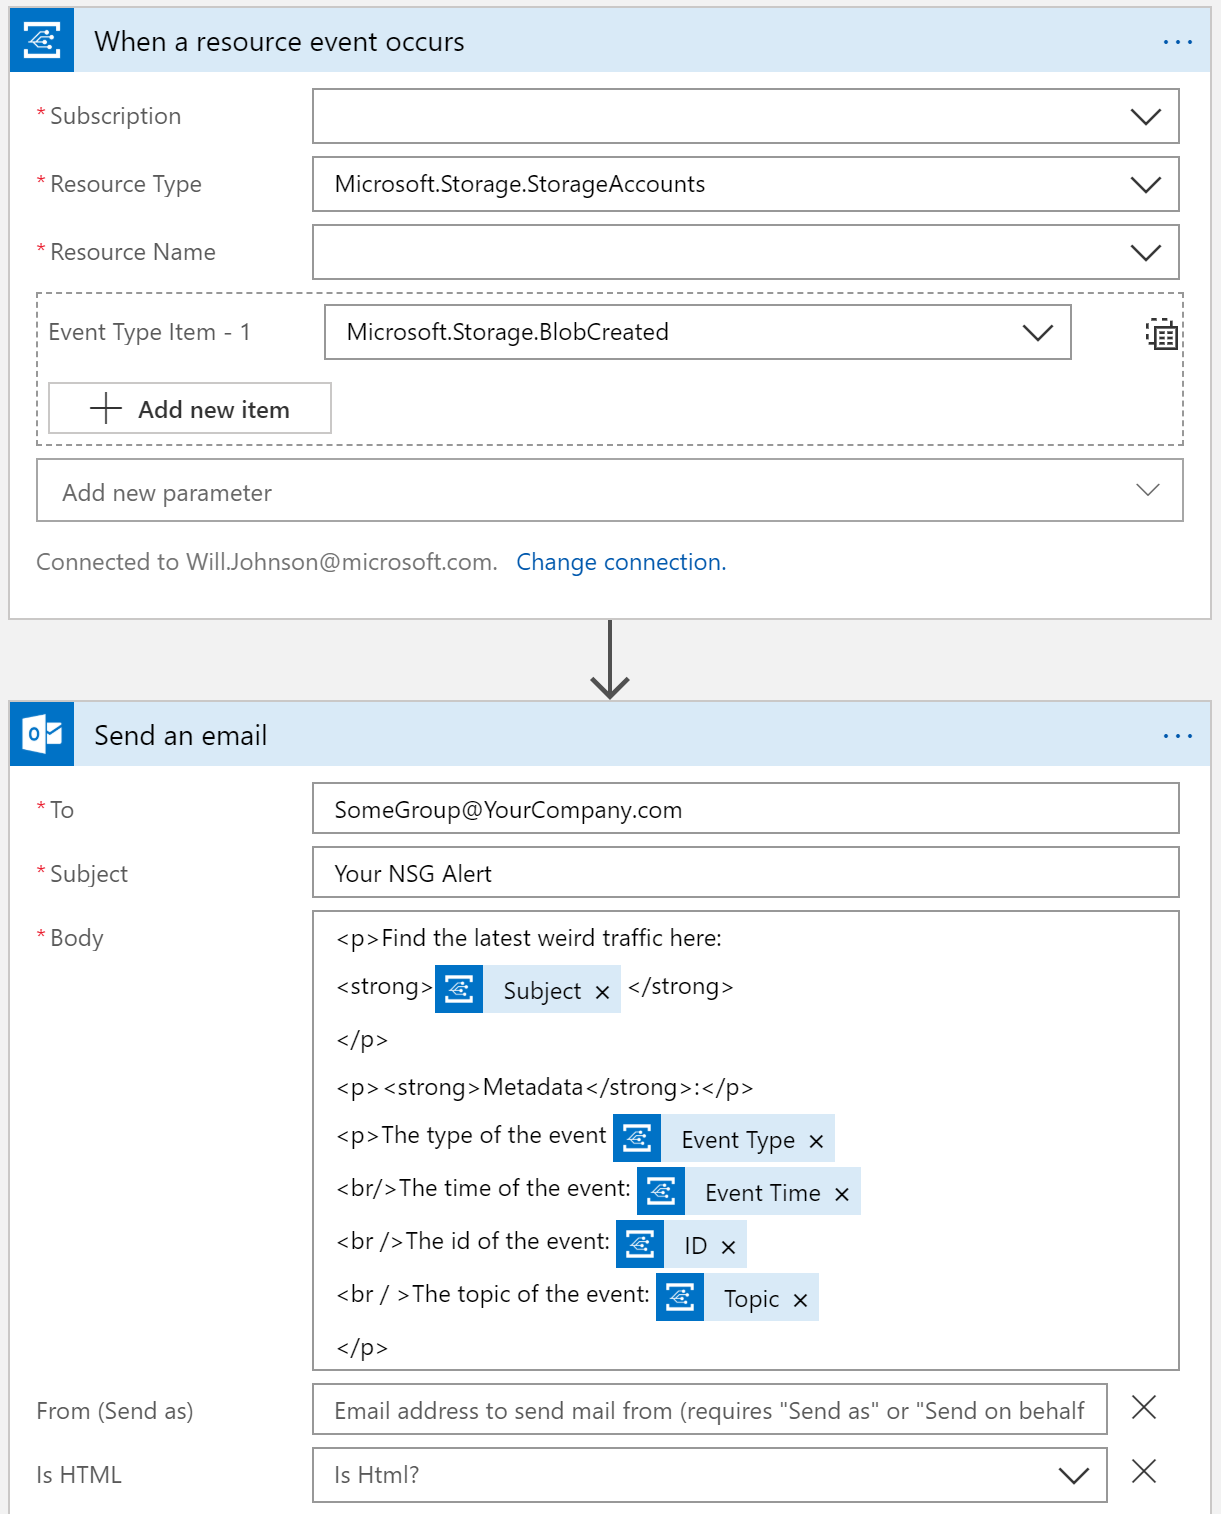 When a resource event occurs
* Subscription
* Resource Type Microsoft.Storage.StorageAccounts
* Resource Name
Event Type Item - 1 Microsoft.Storage.BlobCreated
Add new item
Add new parameter
Connected to Will.Johnson@microsoft.com. Change connection.
Send an email
* To SomeGroup@YourCompany.com
* Subject Your NSG Alert
* Body <p>Find the latest weird traffic here:
<strong> Subject × </strong>
</p>
<p><strong>Metadata</strong>:</p>
<p>The type of the event Event Type ×
<br/>The time of the event: Event Time ×
<br />The id of the event: ID ×
<br / >The topic of the event: Topic ×
</p>
From (Send as) Email address to send mail from (requires "Send as" or "Send on behalf
Is HTML Is Html?